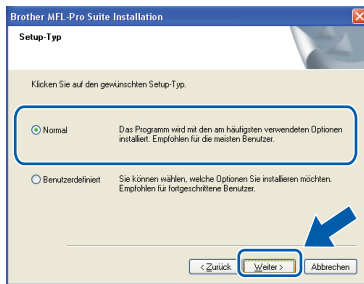 Brother MFL-Pro Suite Installation
Setup-Typ
Klicken Sie auf den gewünschten Setup-Typ.
Normal
Das Programm wird mit den am häufigsten verwendeten Optionen
installiert. Empfohlen für die meisten Benutzer.
Benutzerdefiniert
Sie können wählen, welche Optionen Sie installieren möchten.
Empfohlen für fortgeschrittene Benutzer.
< Zurück
Weiter >
Abbrechen